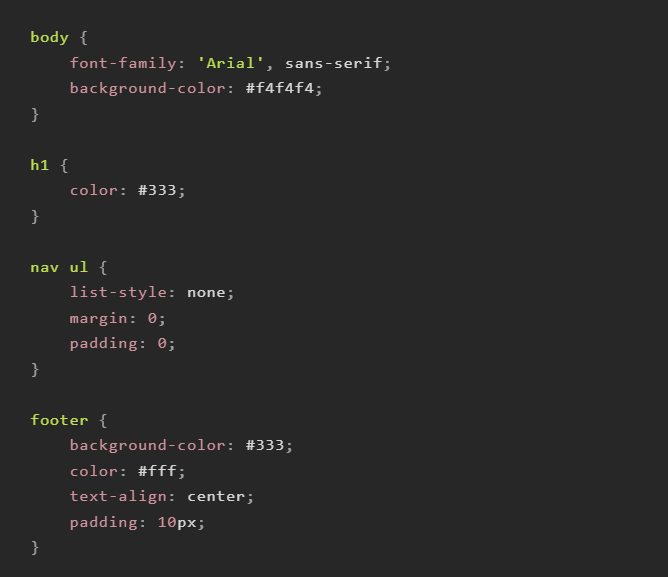 body {
    font-family: 'Arial', sans-serif;
    background-color: #f4f4f4;
}

h1 {
    color: #333;
}

nav ul {
    list-style: none;
    margin: 0;
    padding: 0;
}

footer {
    background-color: #333;
    color: #fff;
    text-align: center;
    padding: 10px;
}